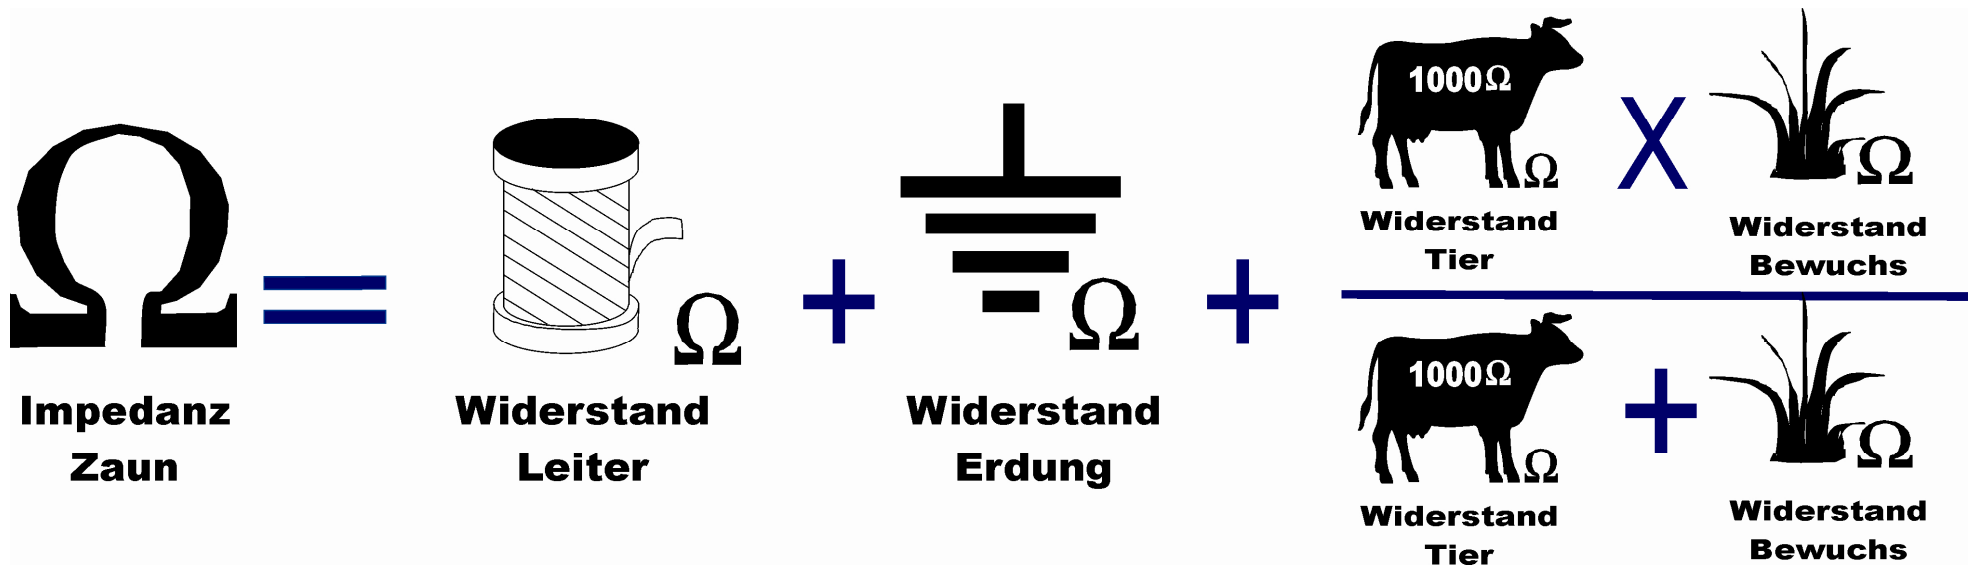 Ω
=
Impedanz
Zaun
Ω
Widerstand
Leiter
+
Ω
Widerstand
Erdung
+
1000Ω
Ω
Widerstand
Tier
X
Ω
Widerstand
Bewuchs
1000Ω
Ω
Widerstand
Tier
+
Ω
Widerstand
Bewuchs